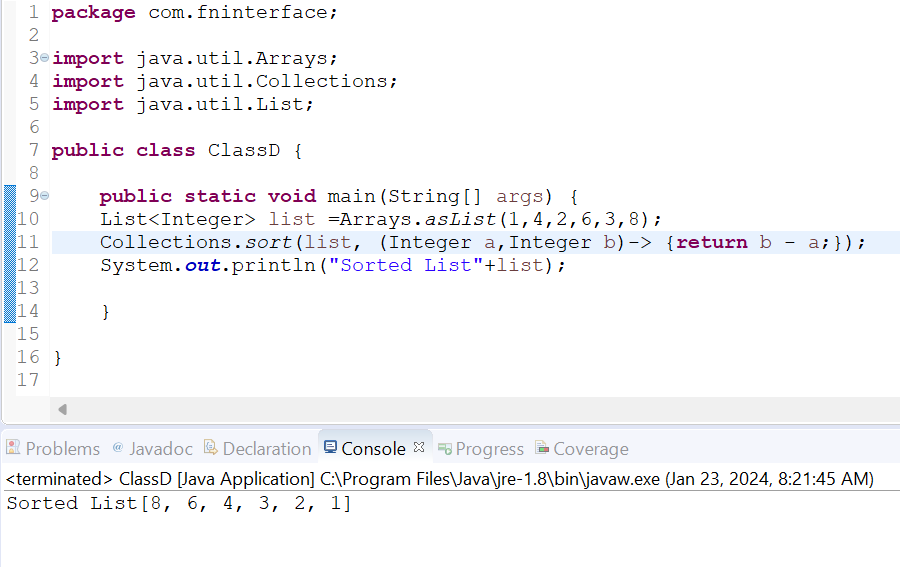 1 package com.fninterface;
2
3 import java.util.Arrays;
4 import java.util.Collections;
5 import java.util.List;
6
7 public class ClassD {
8
9     public static void main(String[] args) {
10     List<Integer> list =Arrays.asList(1,4,2,6,3,8);
11     Collections.sort(list, (Integer a,Integer b)-> {return b - a;});
12     System.out.println("Sorted List"+list);
13
14     }
15
16 }
17
Problems Javadoc Declaration Console Progress Coverage
<terminated> ClassD [Java Application] C:\Program Files\Java\jre-1.8\bin\javaw.exe (Jan 23, 2024, 8:21:45 AM)
Sorted List[8, 6, 4, 3, 2, 1]